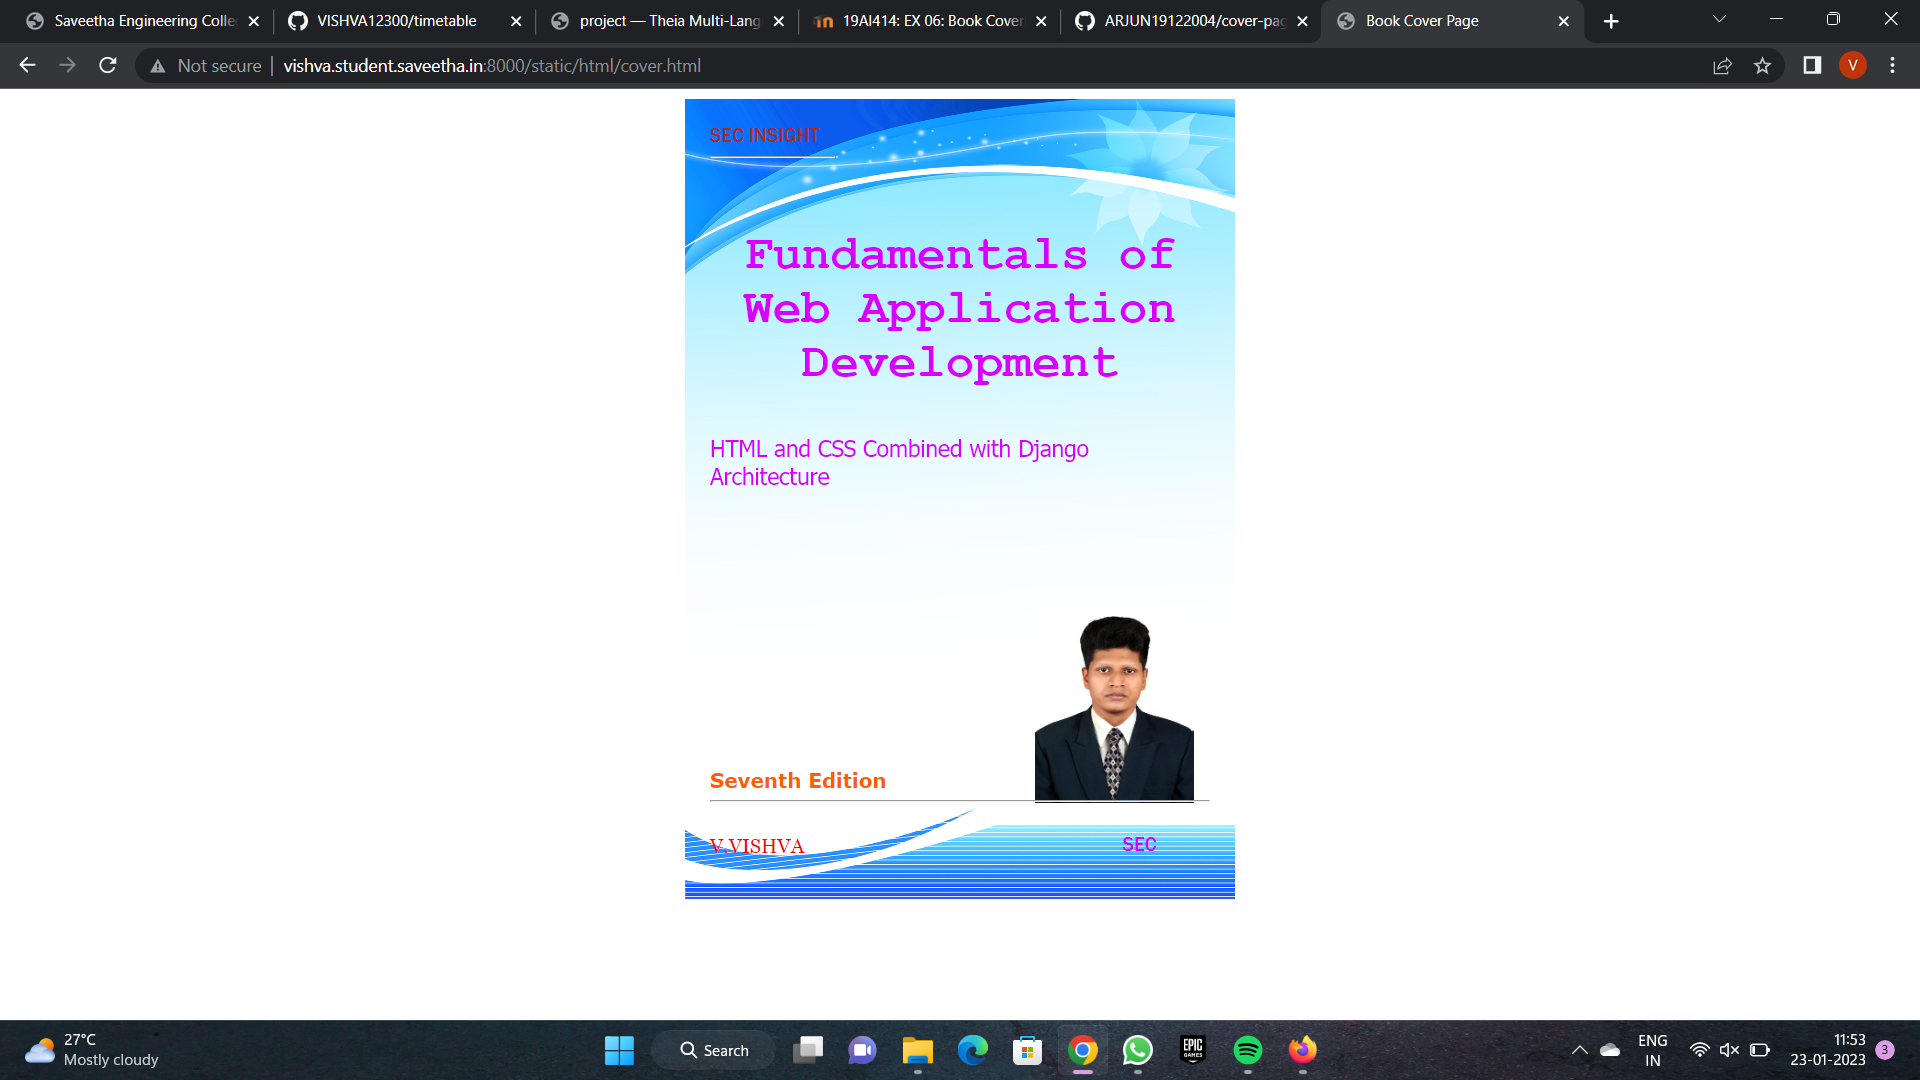 Saveetha Engineering Colle
VISHVA12300/timetable
project — Theia Multi-Lang
19AI414: EX 06: Book Cover
ARJUN19122004/cover-pag
Book Cover Page
Not secure
vishva.student.saveetha.in:8000/static/html/cover.html
V
SEC INSIGHT
Fundamentals of
Web Application
Development
HTML and CSS Combined with Django
Architecture
Seventh Edition
V.VISHVA
SEC
27°C
Mostly cloudy
Search
EPIC
GAMES
ENG
IN
11:53
23-01-2023
3